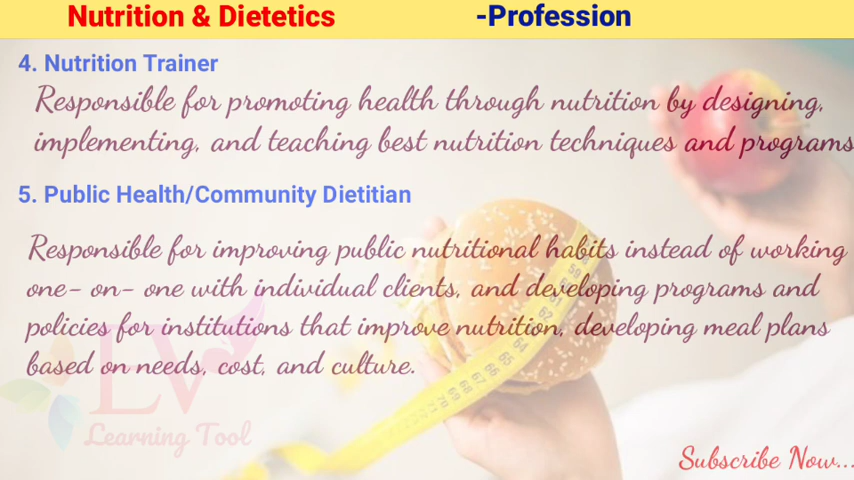 Nutrition & Dietetics -Profession
4. Nutrition Trainer
Responsible for promoting health through nutrition by designing,
implementing, and teaching best nutrition techniques and programs
5. Public Health/Community Dietitian
Responsible for improving public nutritional habits instead of working
one- on- one with individual clients, and developing programs and
policies for institutions that improve nutrition, developing meal plans
based on needs, cost, and culture.
LV
Learning Tool
Subscribe Now...